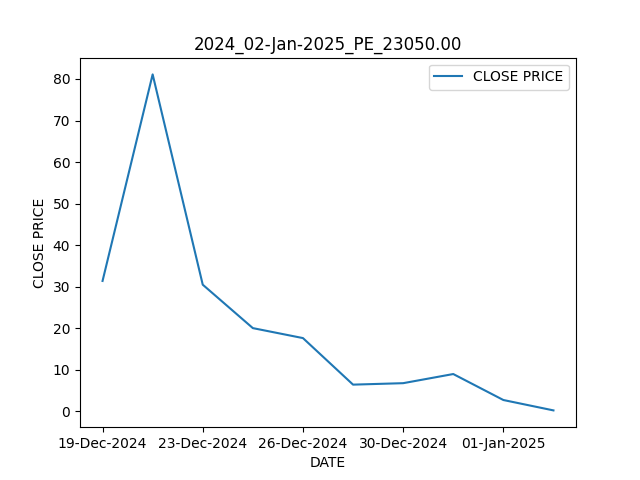 2024_02-Jan-2025_PE_23050.00
CLOSE PRICE
CLOSE PRICE
80
70
60
50
40
30
20
10
0
19-Dec-2024 23-Dec-2024 26-Dec-2024 30-Dec-2024 01-Jan-2025
DATE